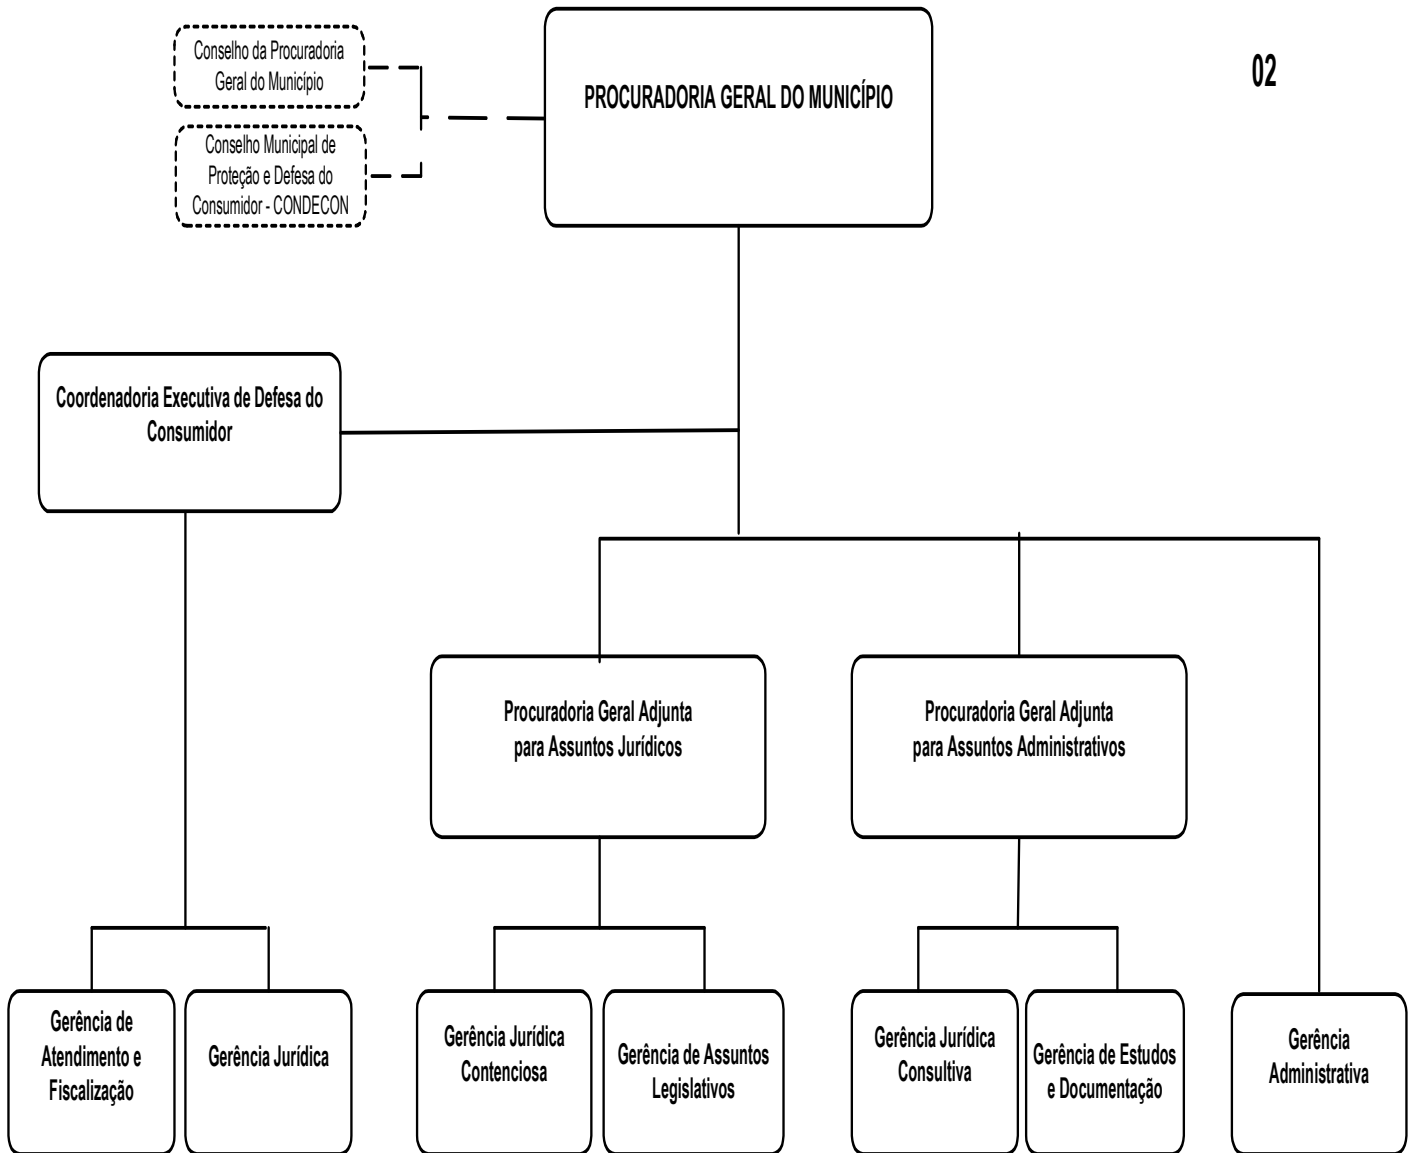 Conselho da Procuradoria
Geral do Município
PROCURADORIA GERAL DO MUNICÍPIO
02
Conselho Municipal de
Proteção e Defesa do
Consumidor - CONDECON
Coordenadoria Executiva de Defesa do
Consumidor
Procuradoria Geral Adjunta
para Assuntos Jurídicos
Procuradoria Geral Adjunta
para Assuntos Administrativos
Gerência de
Atendimento e
Fiscalização
Gerência Jurídica
Gerência Jurídica
Contenciosa
Gerência de Assuntos
Legislativos
Gerência Jurídica
Consultiva
Gerência de Estudos
e Documentação
Gerência
Administrativa